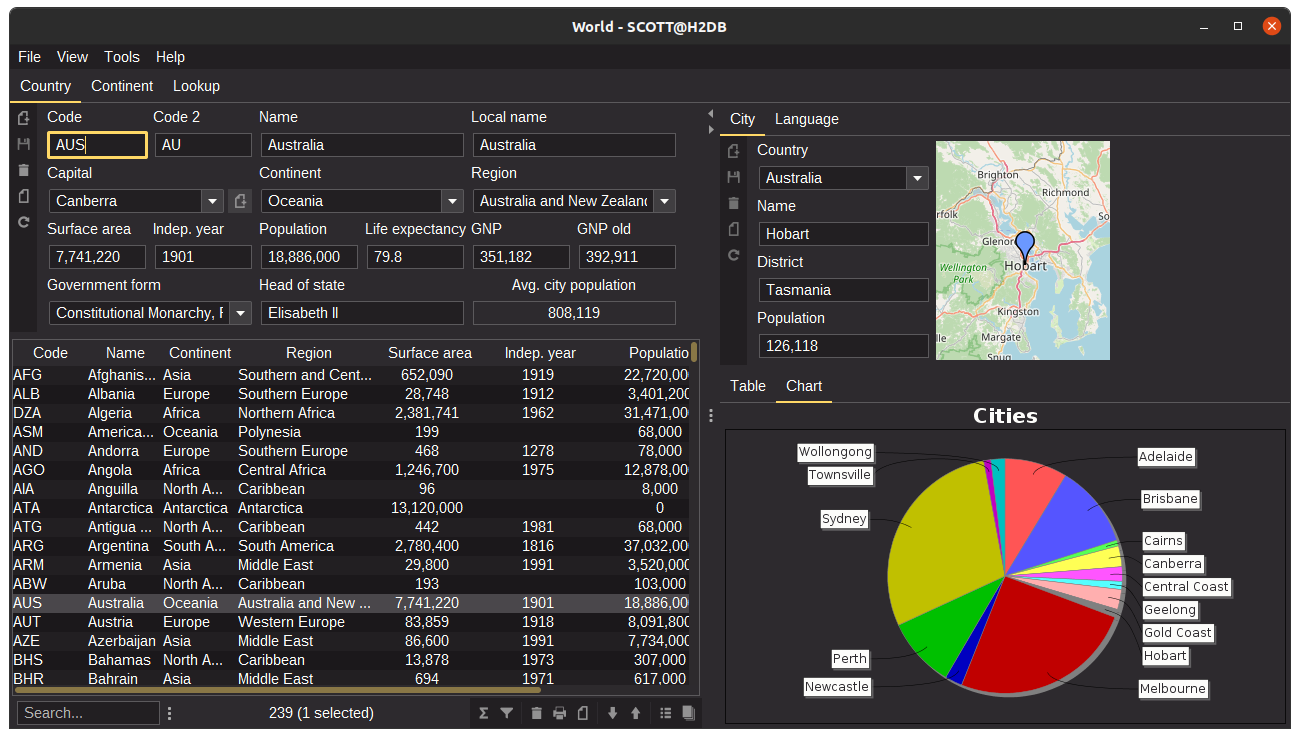 World - SCOTT@H2DB
File View Tools Help
Country Continent Lookup
Code Code 2 Name Local name
AUS AU Australia Australia
Capital Continent Region
Canberra Oceania Australia and New Zealand
Surface area Indep. year Population Life expectancy GNP GNP old
7,741,220 1901 18,886,000 79.8 351,182 392,911
Government form Head of state Avg. city population
Constitutional Monarchy, F Elisabeth II 808,119
Code Name Continent Region Surface area Indep. year Populatio
AFG Afghanis... Asia Southern and Cent... 652,090 1919 22,720,00
ALB Albania Europe Southern Europe 28,748 1912 3,401,200
DZA Algeria Africa Northern Africa 2,381,741 1962 31,471,00
ASM America... Oceania Polynesia 199 68,000
AND Andorra Europe Southern Europe 468 1278 78,000
AGO Angola Africa Central Africa 1,246,700 1975 12,878,00
AIA Anguilla North A... Caribbean 96 8,000
ATA Antarctica Antarctica Antarctica 13,120,000 0
ATG Antigua ... North A... Caribbean 442 1981 68,000
ARG Argentina South A... South America 2,780,400 1816 37,032,00
ARM Armenia Asia Middle East 29,800 1991 3,520,000
ABW Aruba North A... Caribbean 193 103,000
AUS Australia Oceania Australia and New ... 7,741,220 1901 18,886,00
AUT Austria Europe Western Europe 83,859 1918 8,091,800
AZE Azerbaijan Asia Middle East 86,600 1991 7,734,000
BHS Bahamas North A... Caribbean 13,878 1973 307,000
BHR Bahrain Asia Middle East 694 1971 617,000
Search... 239 (1 selected)
City Language
Country
Australia
Name
Hobart
District
Tasmania
Population
126,118
Brighton
Richmond
rfolk
So
Glenor
Hobart
Wellington
Park
Kingston
lle
Margate
Snug
Table Chart
Cities
Wollongong
Townsville
Sydney
Perth
Newcastle
Adelaide
Brisbane
Cairns
Canberra
Central Coast
Geelong
Gold Coast
Hobart
Melbourne